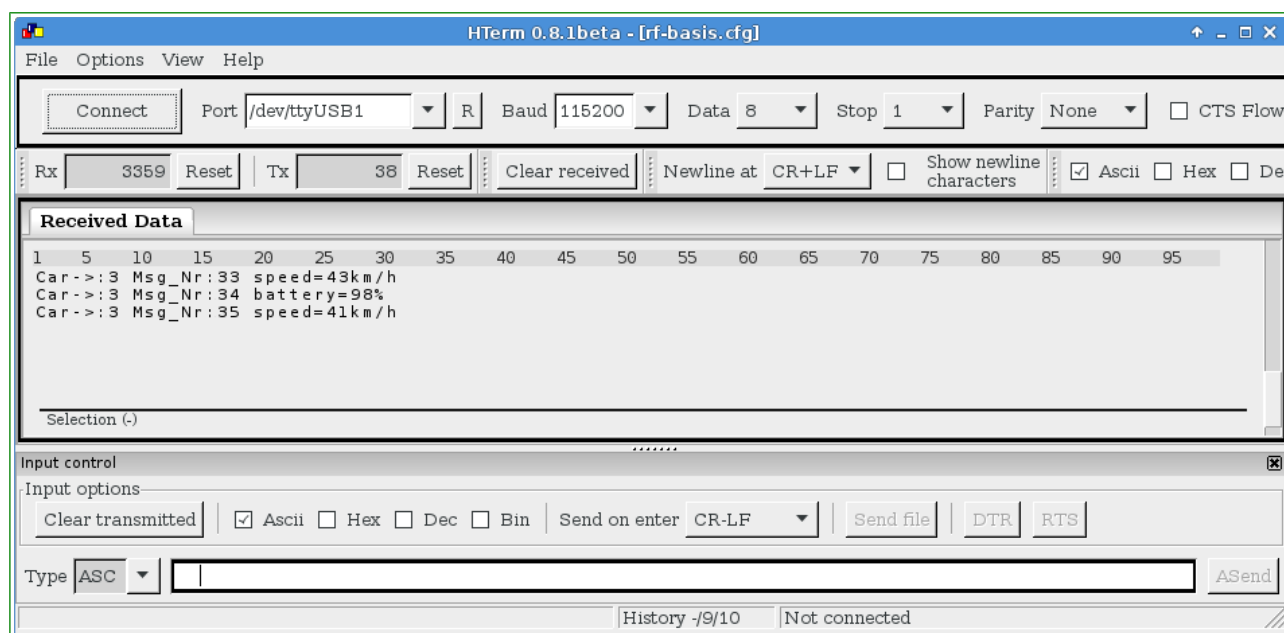 HTerm 0.8.1beta - [rf-basis.cfg]
File Options View Help
Connect Port /dev/ttyUSB1 R Baud 115200 Data 8 Stop 1 Parity None CTS Flow
Rx 3359 Reset Tx 38 Reset Clear received Newline at CR+LF Show newline characters Ascii Hex De
Received Data
1 5 10 15 20 25 30 35 40 45 50 55 60 65 70 75 80 85 90 95
Car->:3 Msg_Nr:33 speed=43km/h
Car->:3 Msg_Nr:34 battery=98%
Car->:3 Msg_Nr:35 speed=41km/h
Selection (-)
Input control
Input options
Clear transmitted Ascii Hex Dec Bin Send on enter CR-LF Send file DTR RTS
Type ASC ASend
History -/9/10 Not connected